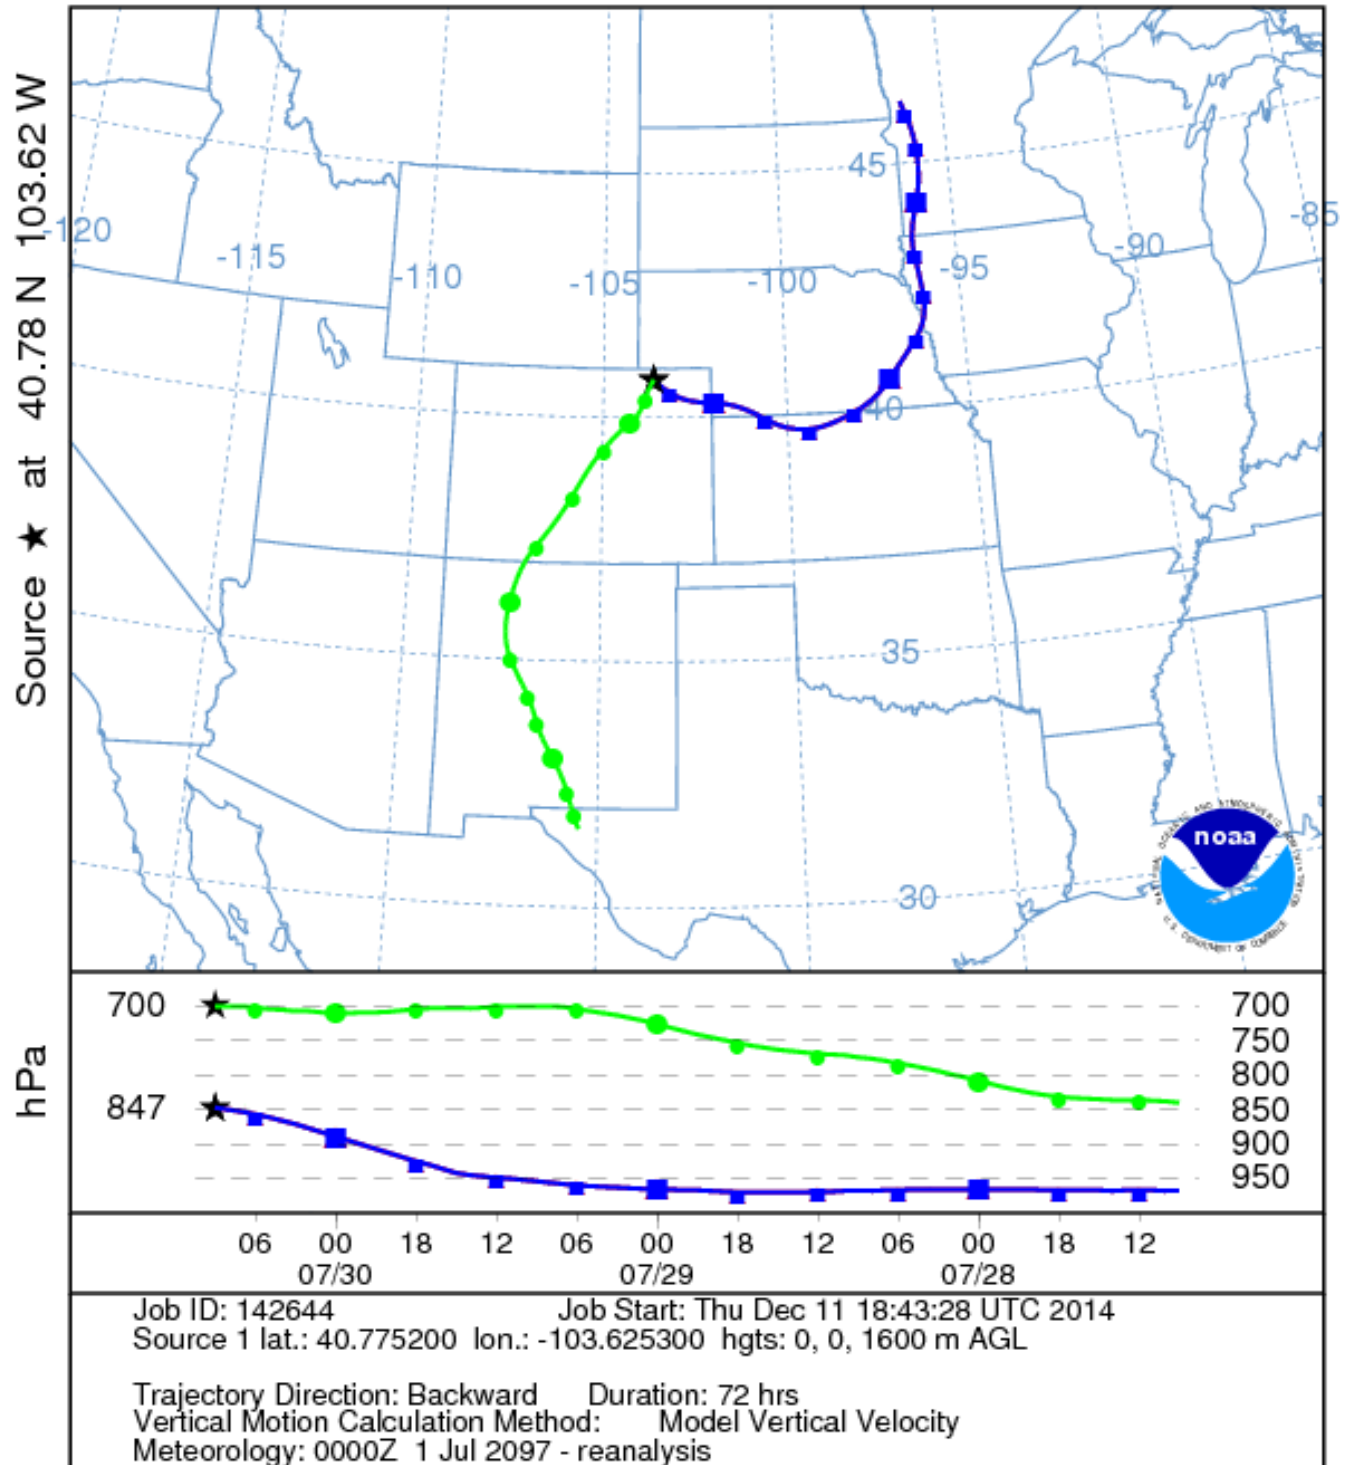 Source ★ at 40.78 N 103.62 W
45
-120
-115
-110
-105
-100
-95
-90
-85
40
35
30
noaa
hPa
700
847
700
750
800
850
900
950
06 00 18 12 06 00 18 12 06 00 18 12
07/30 07/29 07/28
Job ID: 142644 Job Start: Thu Dec 11 18:43:28 UTC 2014
Source 1 lat.: 40.775200 lon.: -103.625300 hgts: 0, 0, 1600 m AGL
Trajectory Direction: Backward Duration: 72 hrs
Vertical Motion Calculation Method: Model Vertical Velocity
Meteorology: 0000Z 1 Jul 2097 - reanalysis